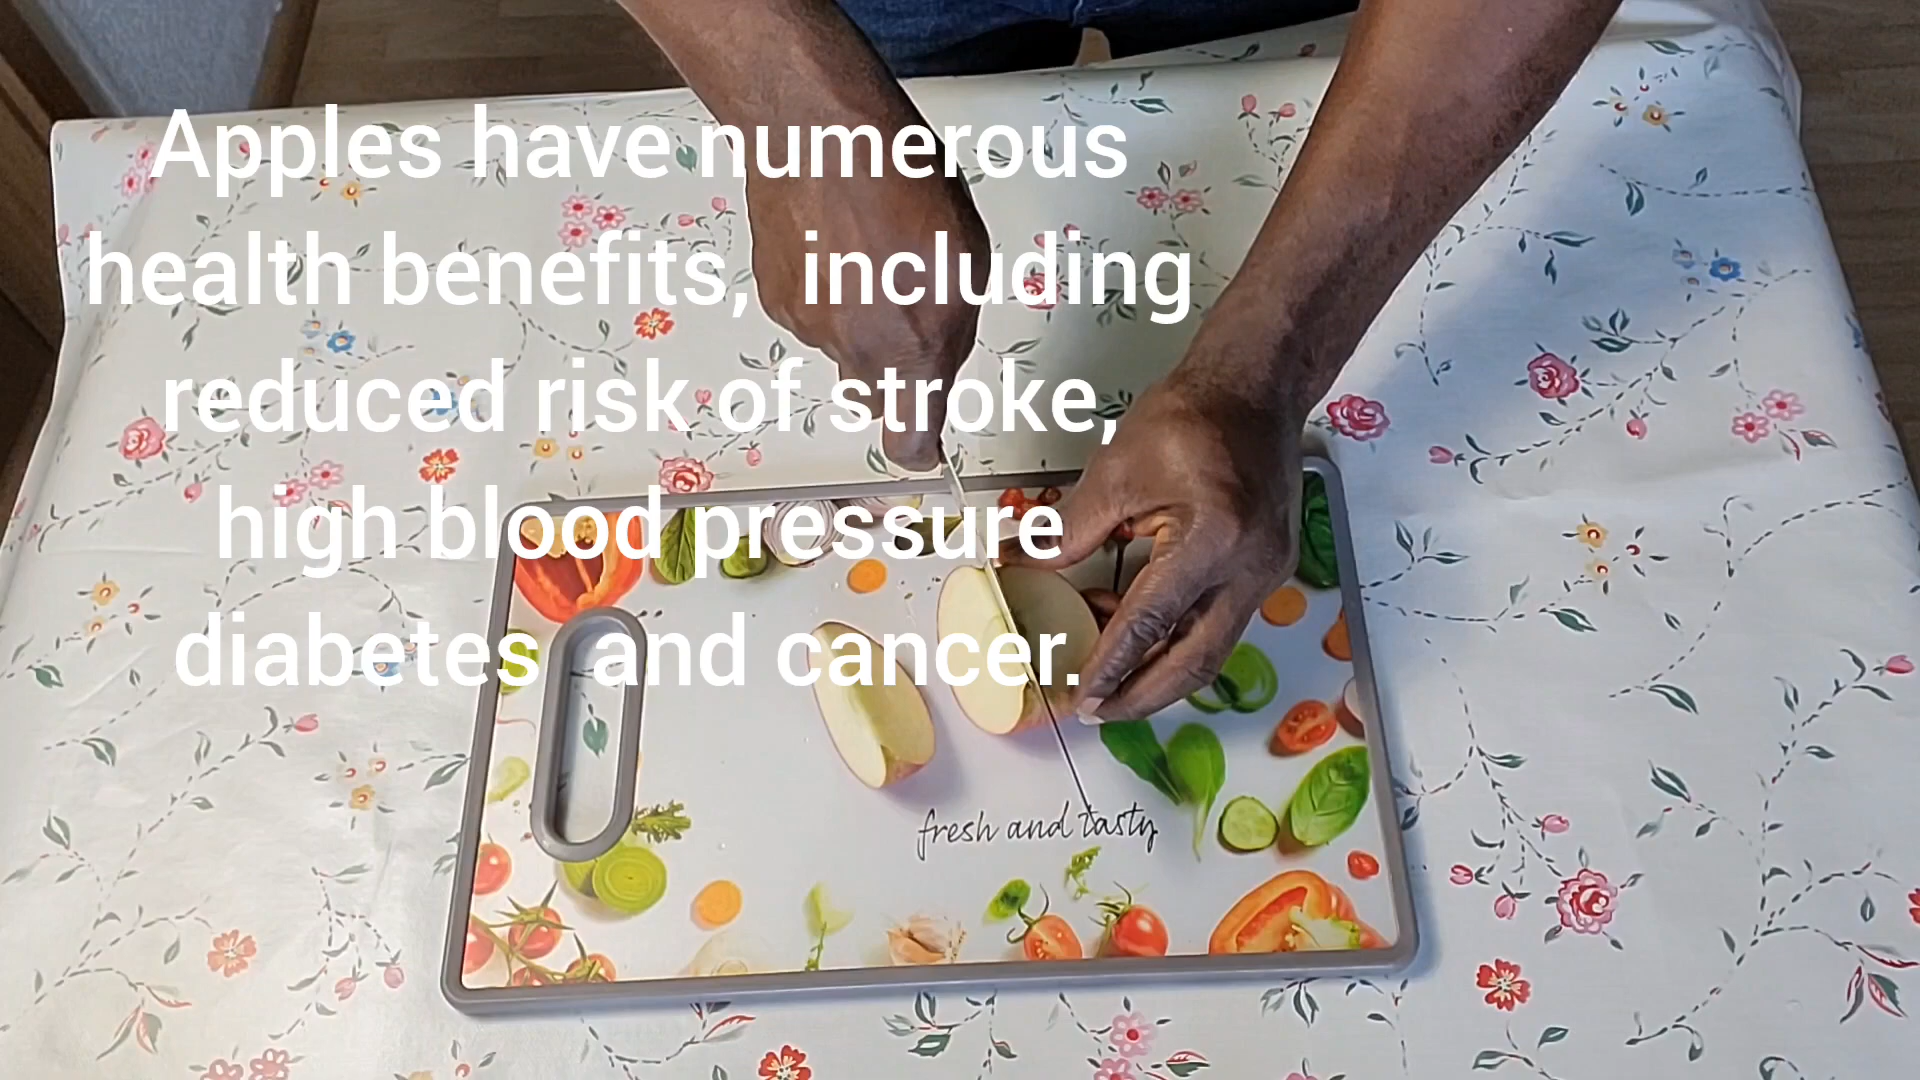 Apples have numerous
health benefits, including
reduced risk of stroke,
high blood pressure
diabetes and cancer.
fresh and tasty